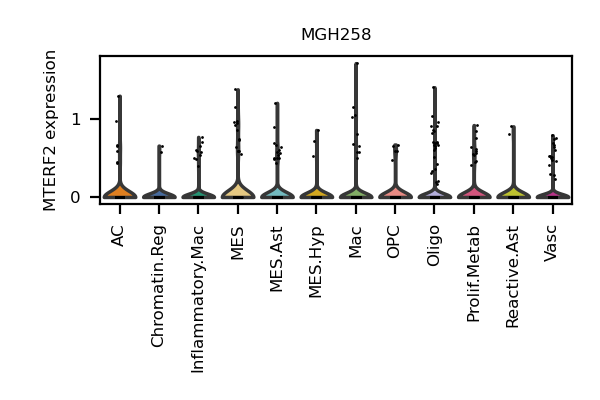 MGH258
MTERF2 expression
1
0
AC
Chromatin.Reg
Inflammatory.Mac
MES
MES.Ast
MES.Hyp
Mac
OPC
Oligo
Prolif.Metab
Reactive.Ast
Vasc